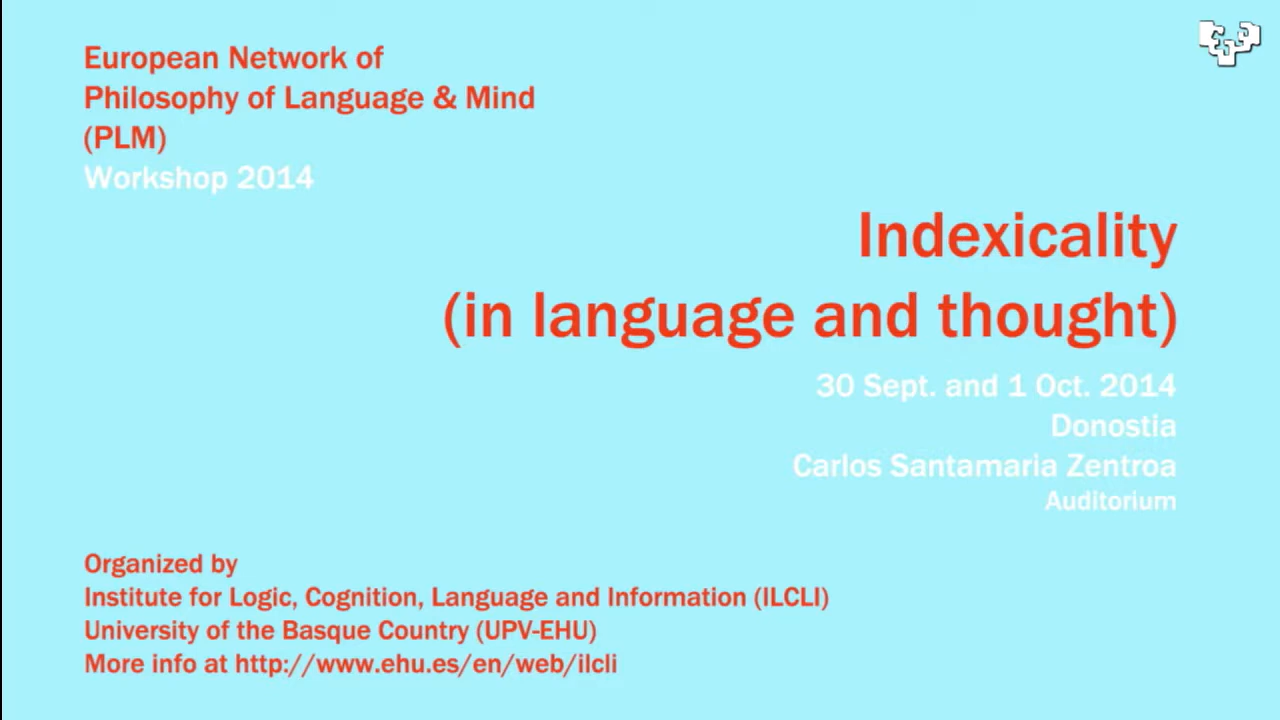 European Network of
Philosophy of Language & Mind
(PLM)
Workshop 2014
Indexicality
(in language and thought)
30 Sept. and 1 Oct. 2014
Donostia
Carlos Santamaria Zentroa
Auditorium
Organized by
Institute for Logic, Cognition, Language and Information (ILCLI)
University of the Basque Country (UPV-EHU)
More info at http://www.ehu.es/en/web/ilcli